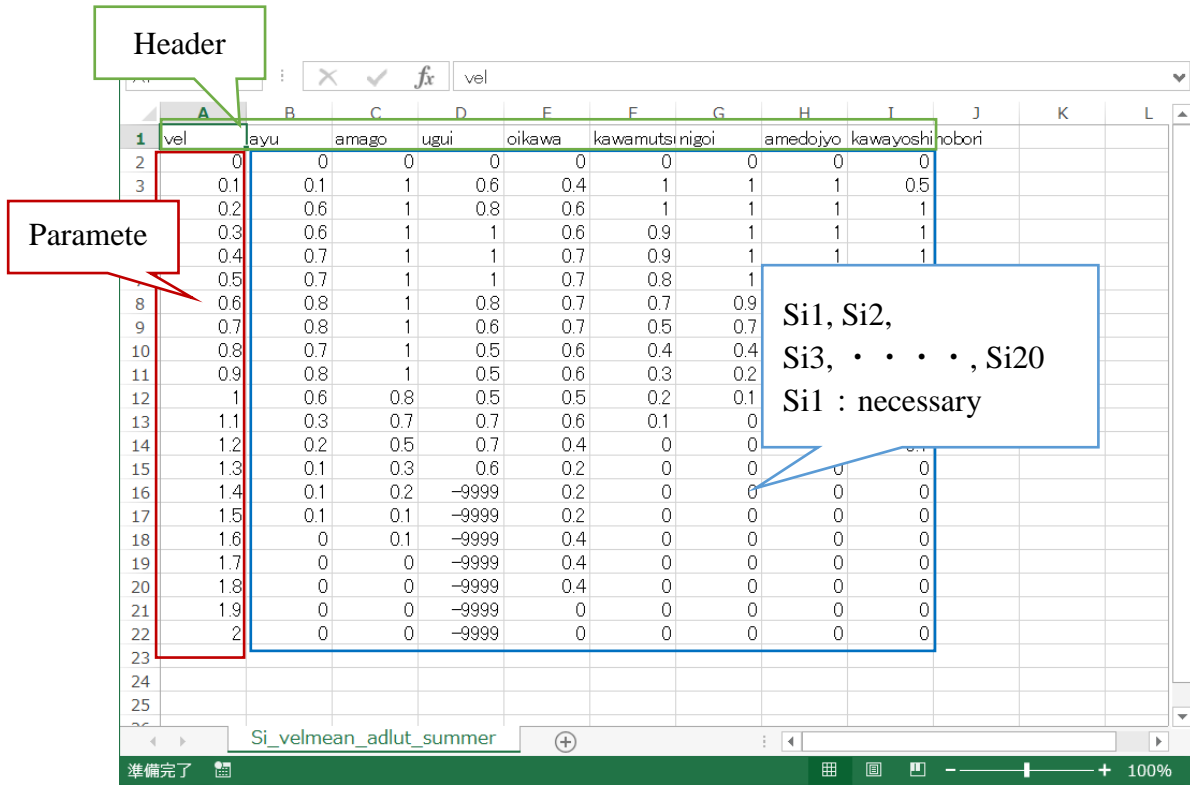 Header
fx vel
A B C D E F G H I J K L
1 vel ayu amago ugui oikawa kawamutsu nigoi amedojyo kawayoshinobori
2 0 0 0 0 0 0 0 0 0
3 0.1 0.1 1 0.6 0.4 1 1 1 0.5
0.2 0.6 1 0.8 0.6 1 1 1 1
Paramete
0.3 0.6 1 1 0.6 0.9 1 1 1
0.4 0.7 1 1 0.7 0.9 1 1 1
0.5 0.7 1 1 0.7 0.8 1
8 0.6 0.8 1 0.8 0.7 0.7 0.9
9 0.7 0.8 1 0.6 0.7 0.5 0.7
10 0.8 0.7 1 0.5 0.6 0.4 0.4
11 0.9 0.8 1 0.5 0.6 0.3 0.2
12 1 0.6 0.8 0.5 0.5 0.2 0.1
13 1.1 0.3 0.7 0.7 0.6 0.1 0
14 1.2 0.2 0.5 0.7 0.4 0 0
Si1, Si2,
Si3, ・・・・, Si20
Si1 : necessary
15 1.3 0.1 0.3 0.6 0.2 0 0 0 0
16 1.4 0.1 0.2 -9999 0.2 0 0 0 0
17 1.5 0.1 0.1 -9999 0.2 0 0 0 0
18 1.6 0 0.1 -9999 0.4 0 0 0 0
19 1.7 0 0 -9999 0.4 0 0 0 0
20 1.8 0 0 -9999 0.4 0 0 0 0
21 1.9 0 0 -9999 0 0 0 0 0
22 2 0 0 -9999 0 0 0 0 0
23
24
25
Si_velmean_adlut_summer
準備完了 100%